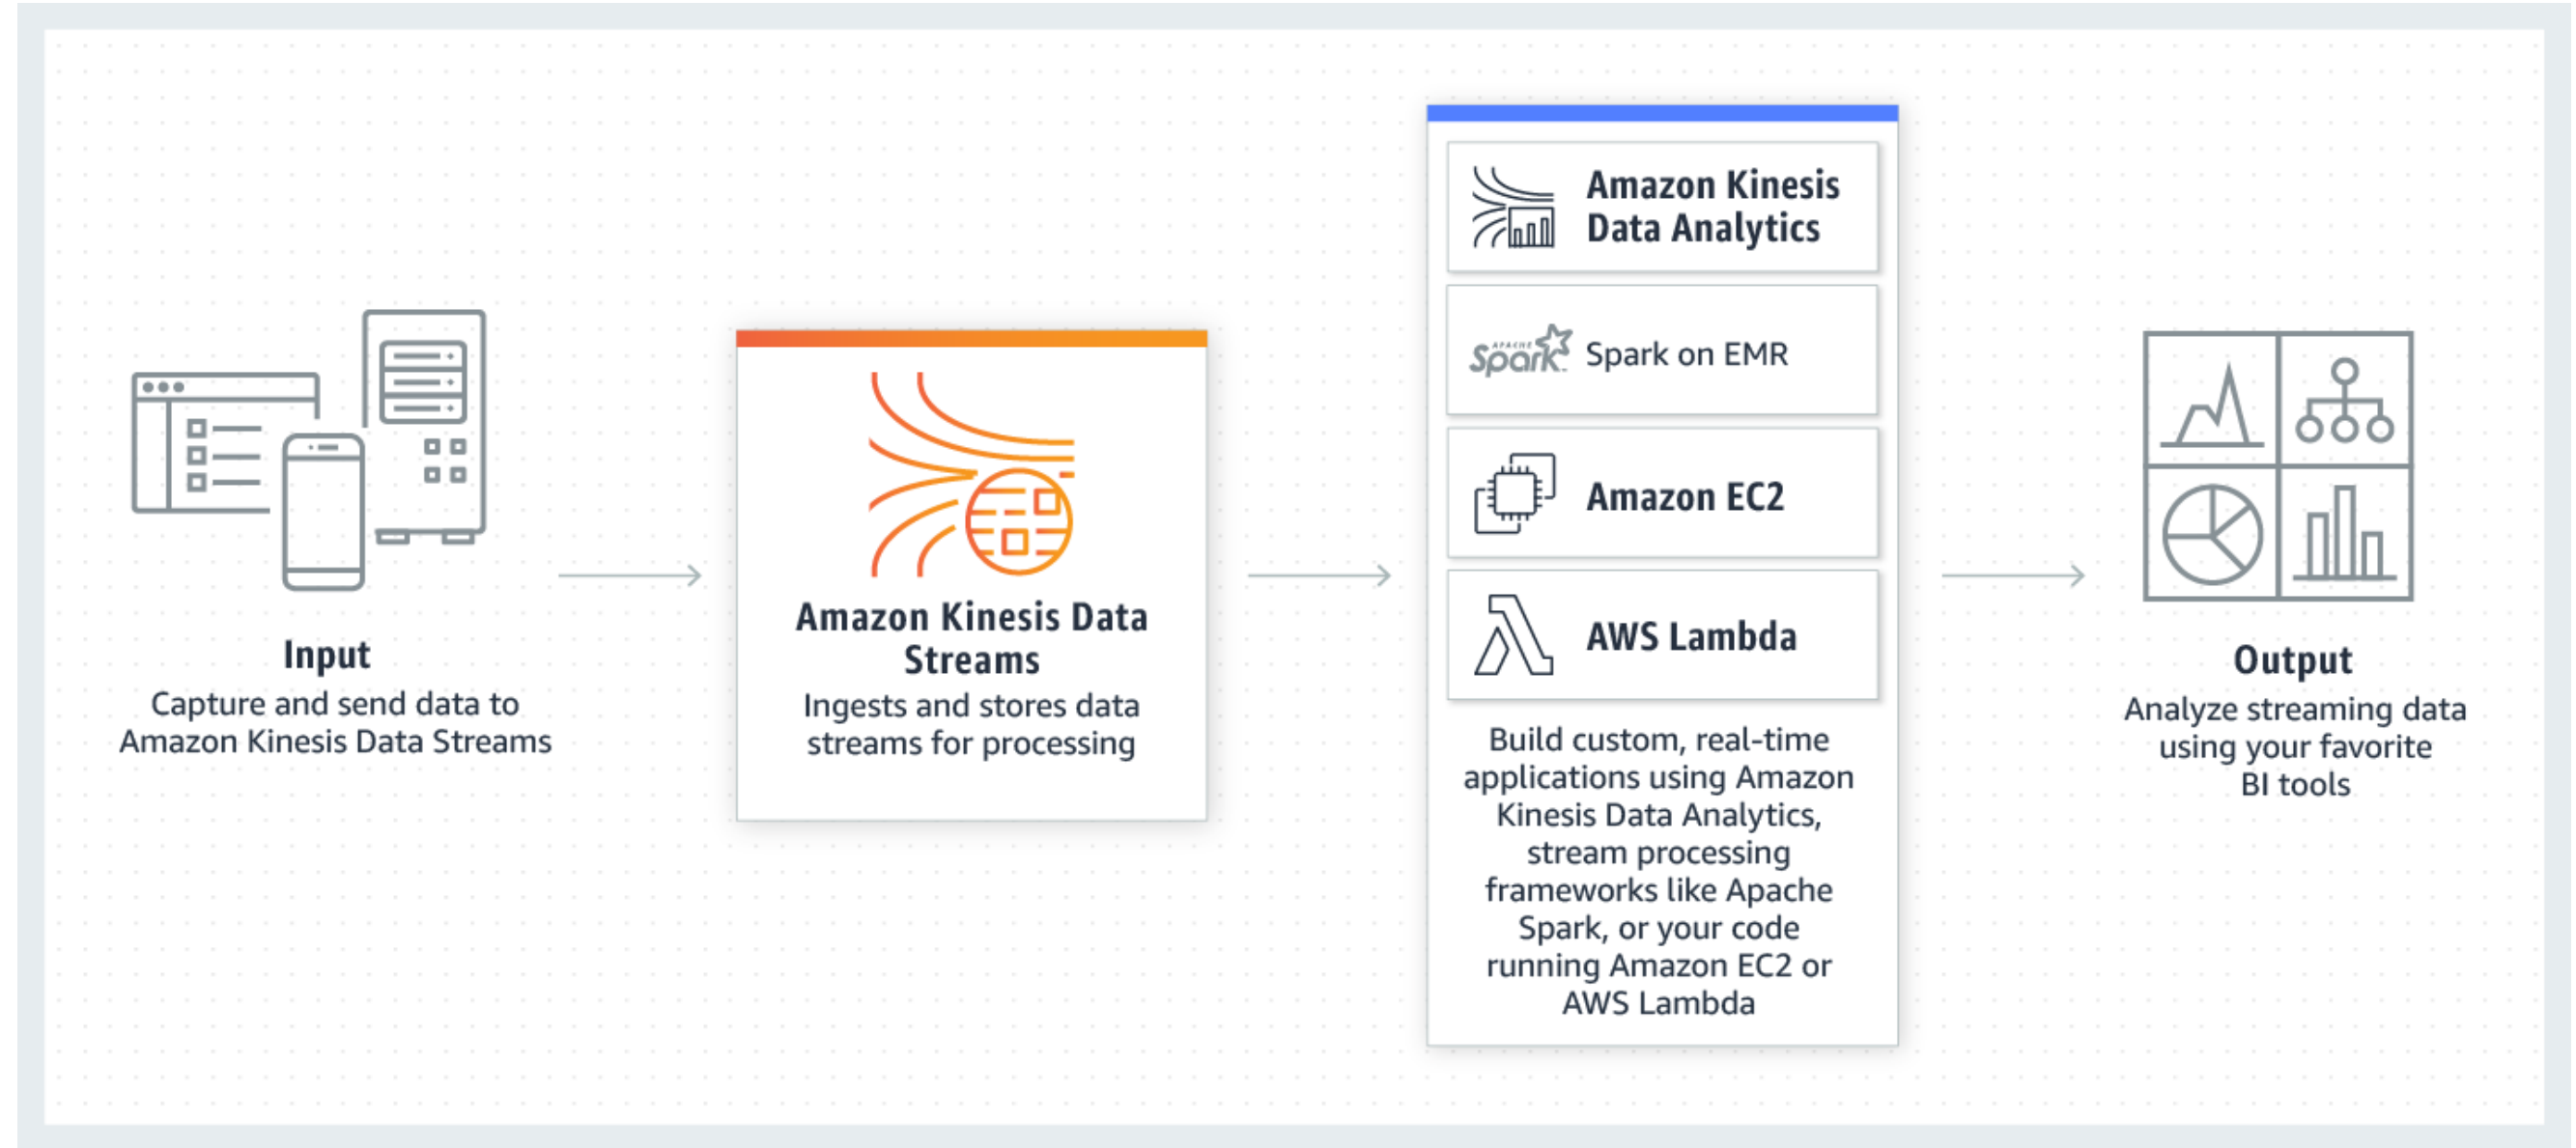 Input
Capture and send data to
Amazon Kinesis Data Streams
Amazon Kinesis Data
Streams
Ingests and stores data
streams for processing
Amazon Kinesis
Data Analytics
APACHE
Spark
Spark on EMR
Amazon EC2
AWS Lambda
Build custom, real-time
applications using Amazon
Kinesis Data Analytics,
stream processing
frameworks like Apache
Spark, or your code
running Amazon EC2 or
AWS Lambda
Output
Analyze streaming data
using your favorite
BI tools